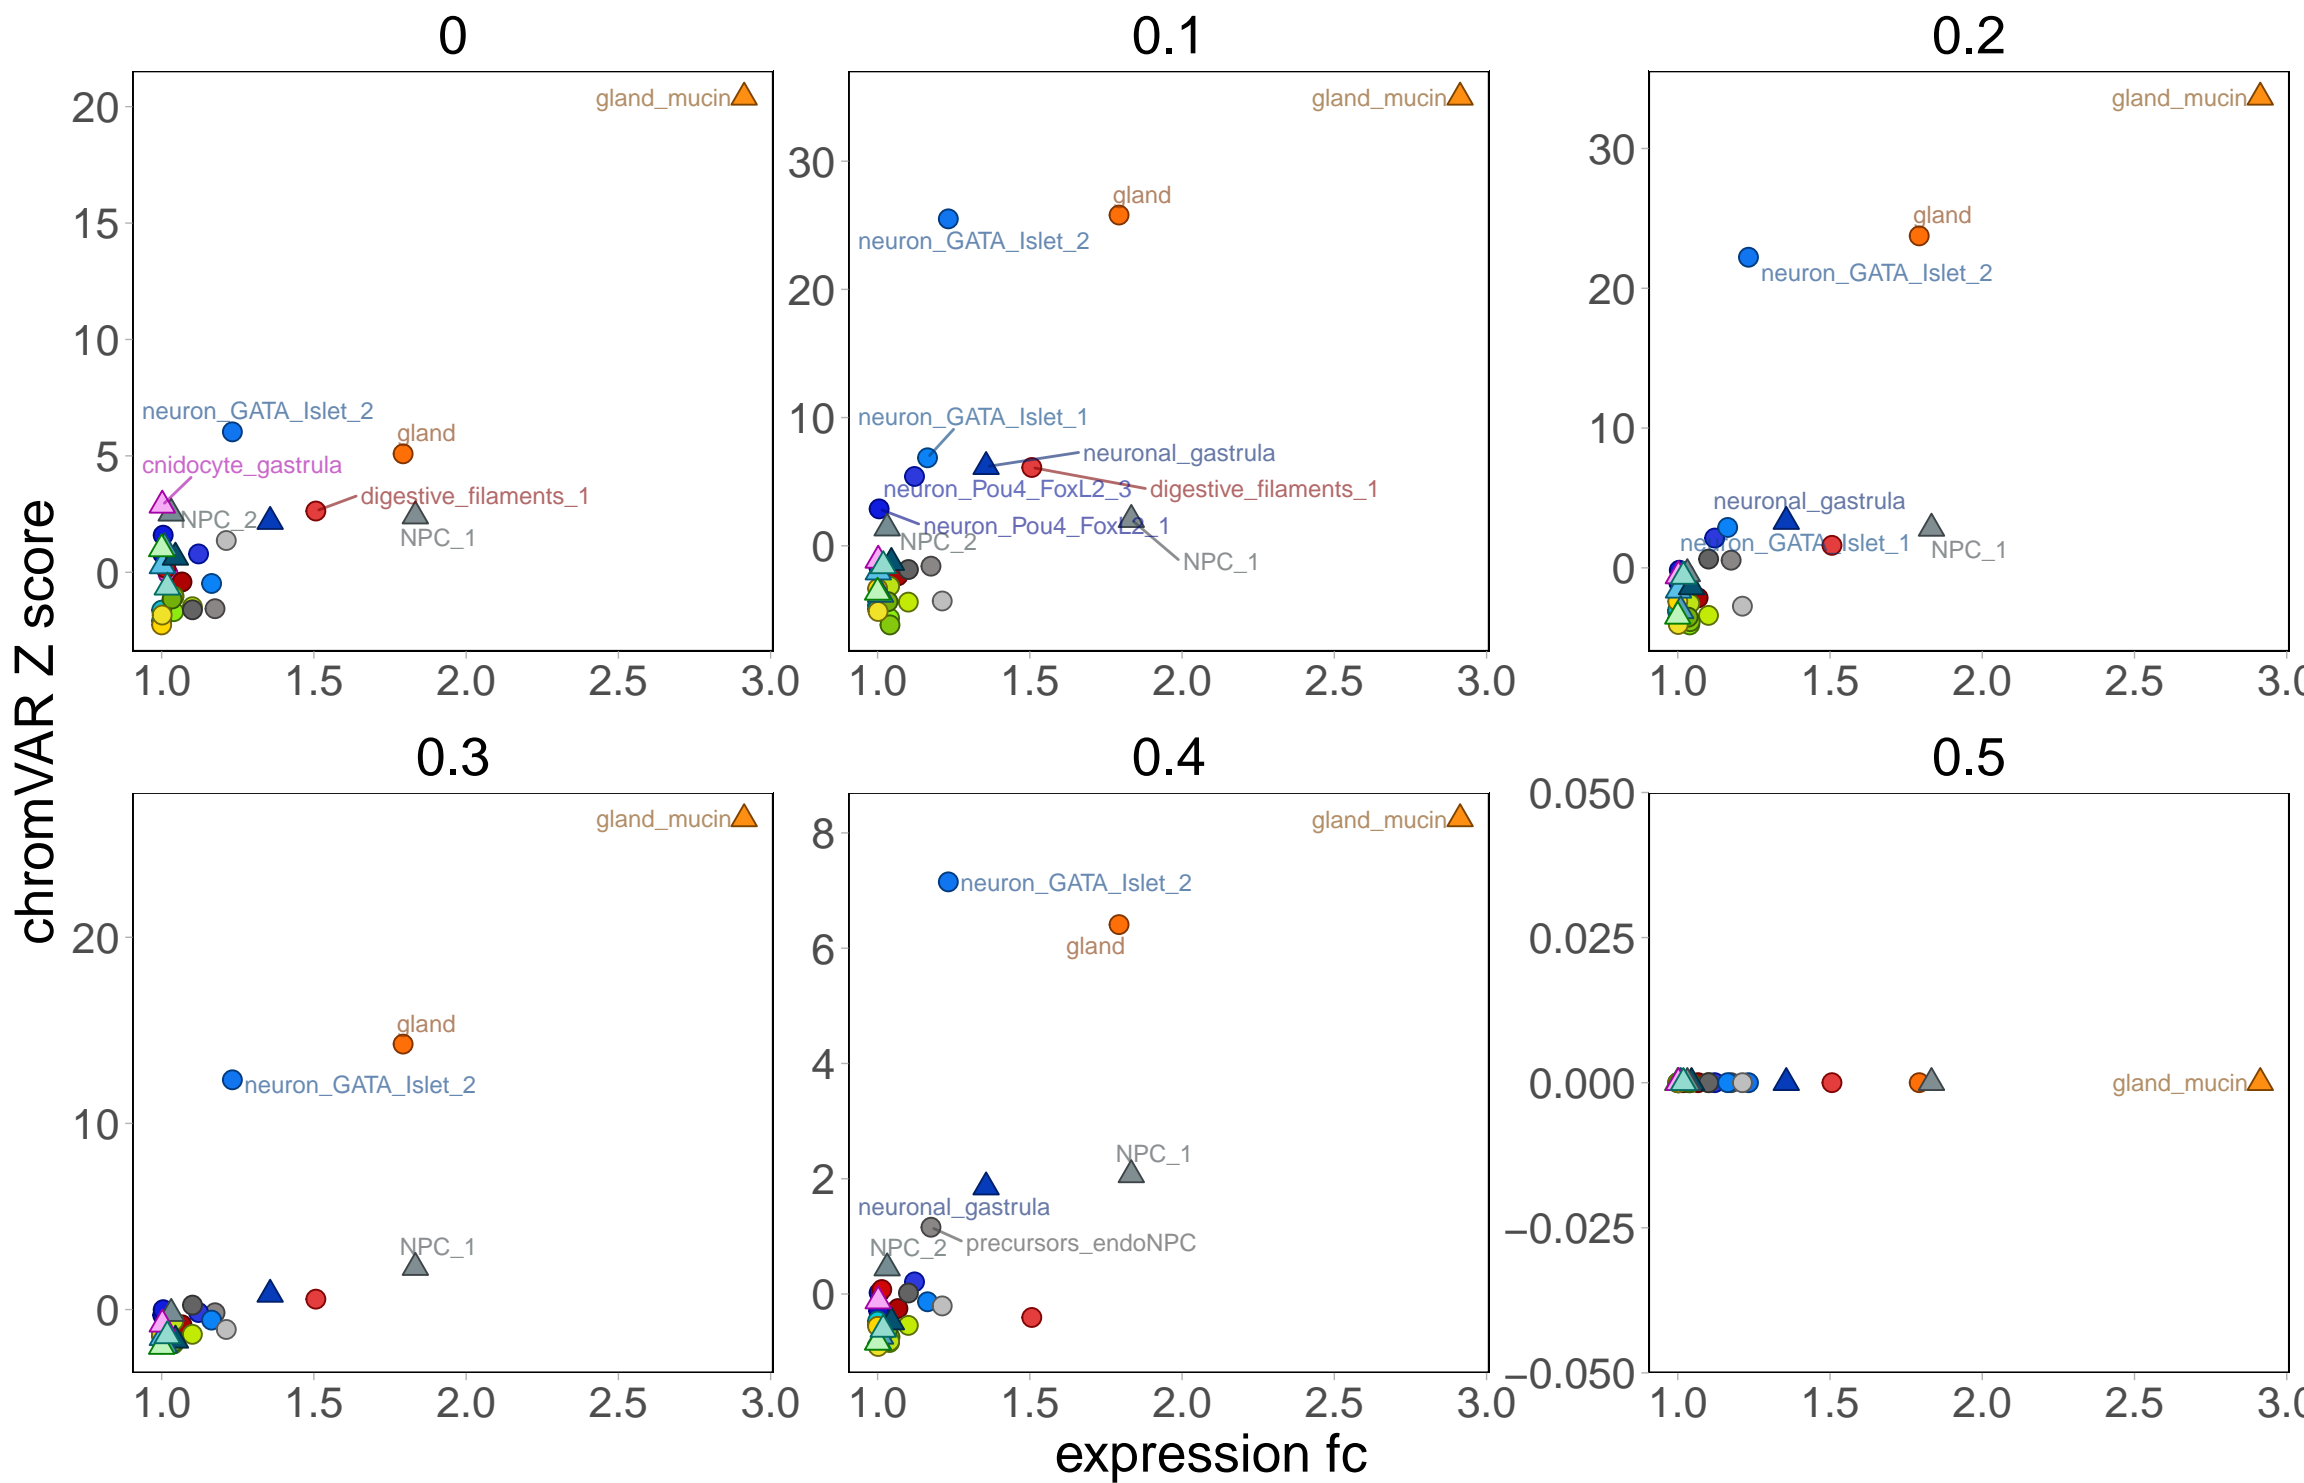 0
0.1
0.2
chromVAR Z score
20
15
10
5
0
gland_mucin
neuron_GATA_Islet_2
gland
cnidocyte_gastrula
digestive_filaments_1
NPC_2
NPC_1
1.0 1.5 2.0 2.5 3.0
30
20
10
0
gland_mucin
gland
neuron_GATA_Islet_2
neuron_GATA_Islet_1
neuronal_gastrula
neuron_Pou4_FoxL2_3
digestive_filaments_1
neuron_Pou4_FoxL2_1
NPC_2
NPC_1
1.0 1.5 2.0 2.5 3.0
30
20
10
0
gland_mucin
gland
neuron_GATA_Islet_2
neuronal_gastrula
neuron_GATA_Islet_1
NPC_1
1.0 1.5 2.0 2.5 3.0
0.3
0.4
0.5
20
10
0
gland_mucin
gland
neuron_GATA_Islet_2
NPC_1
1.0 1.5 2.0 2.5 3.0
8
6
4
2
0
gland_mucin
neuron_GATA_Islet_2
gland
NPC_1
neuronal_gastrula
NPC_2
precursors_endoNPC
1.0 1.5 2.0 2.5 3.0
0.050
0.025
0.000
−0.025
−0.050
gland_mucin
1.0 1.5 2.0 2.5 3.0
expression fc